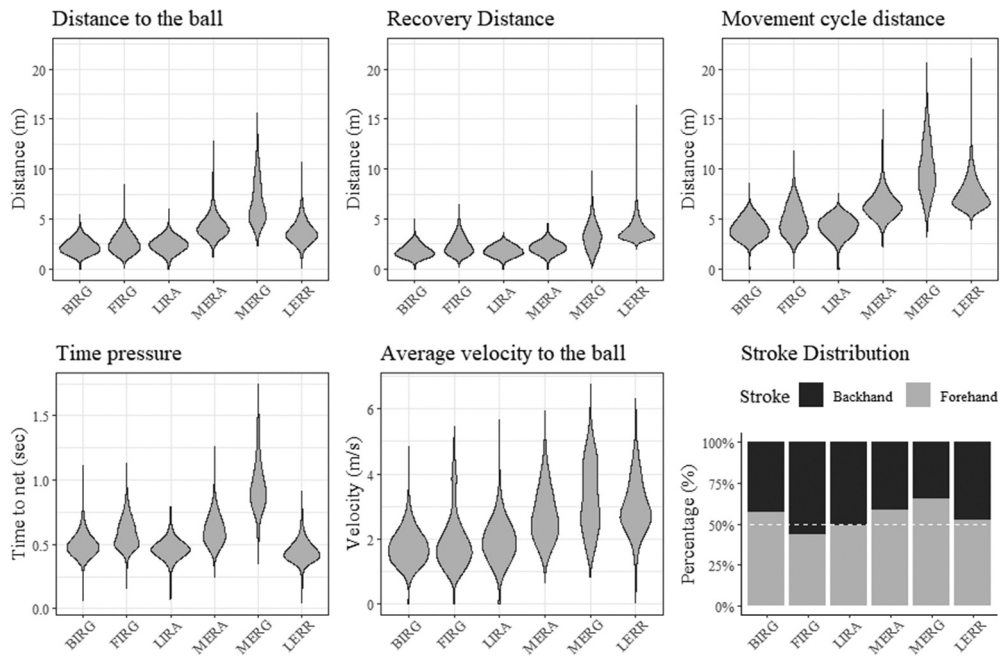 Distance to the ball
Recovery Distance
Movement cycle distance
Distance (m)
20
15
10
5
0
BIRG
FIRG
LIRA
MERA
MERG
LERR
Distance (m)
20
15
10
5
0
BIRG
FIRG
LIRA
MERA
MERG
LERR
Distance (m)
20
15
10
5
0
BIRG
FIRG
LIRA
MERA
MERG
LERR
Time pressure
Average velocity to the ball
Stroke Distribution
Time to net (sec)
1.5
1.0
0.5
0.0
BIRG
FIRG
LIRA
MERA
MERG
LERR
Velocity (m/s)
6
4
2
0
BIRG
FIRG
LIRA
MERA
MERG
LERR
Stroke Backhand Forehand
Percentage (%)
100%
75%
50%
25%
0%
BIRG
FIRG
LIRA
MERA
MERG
LERR